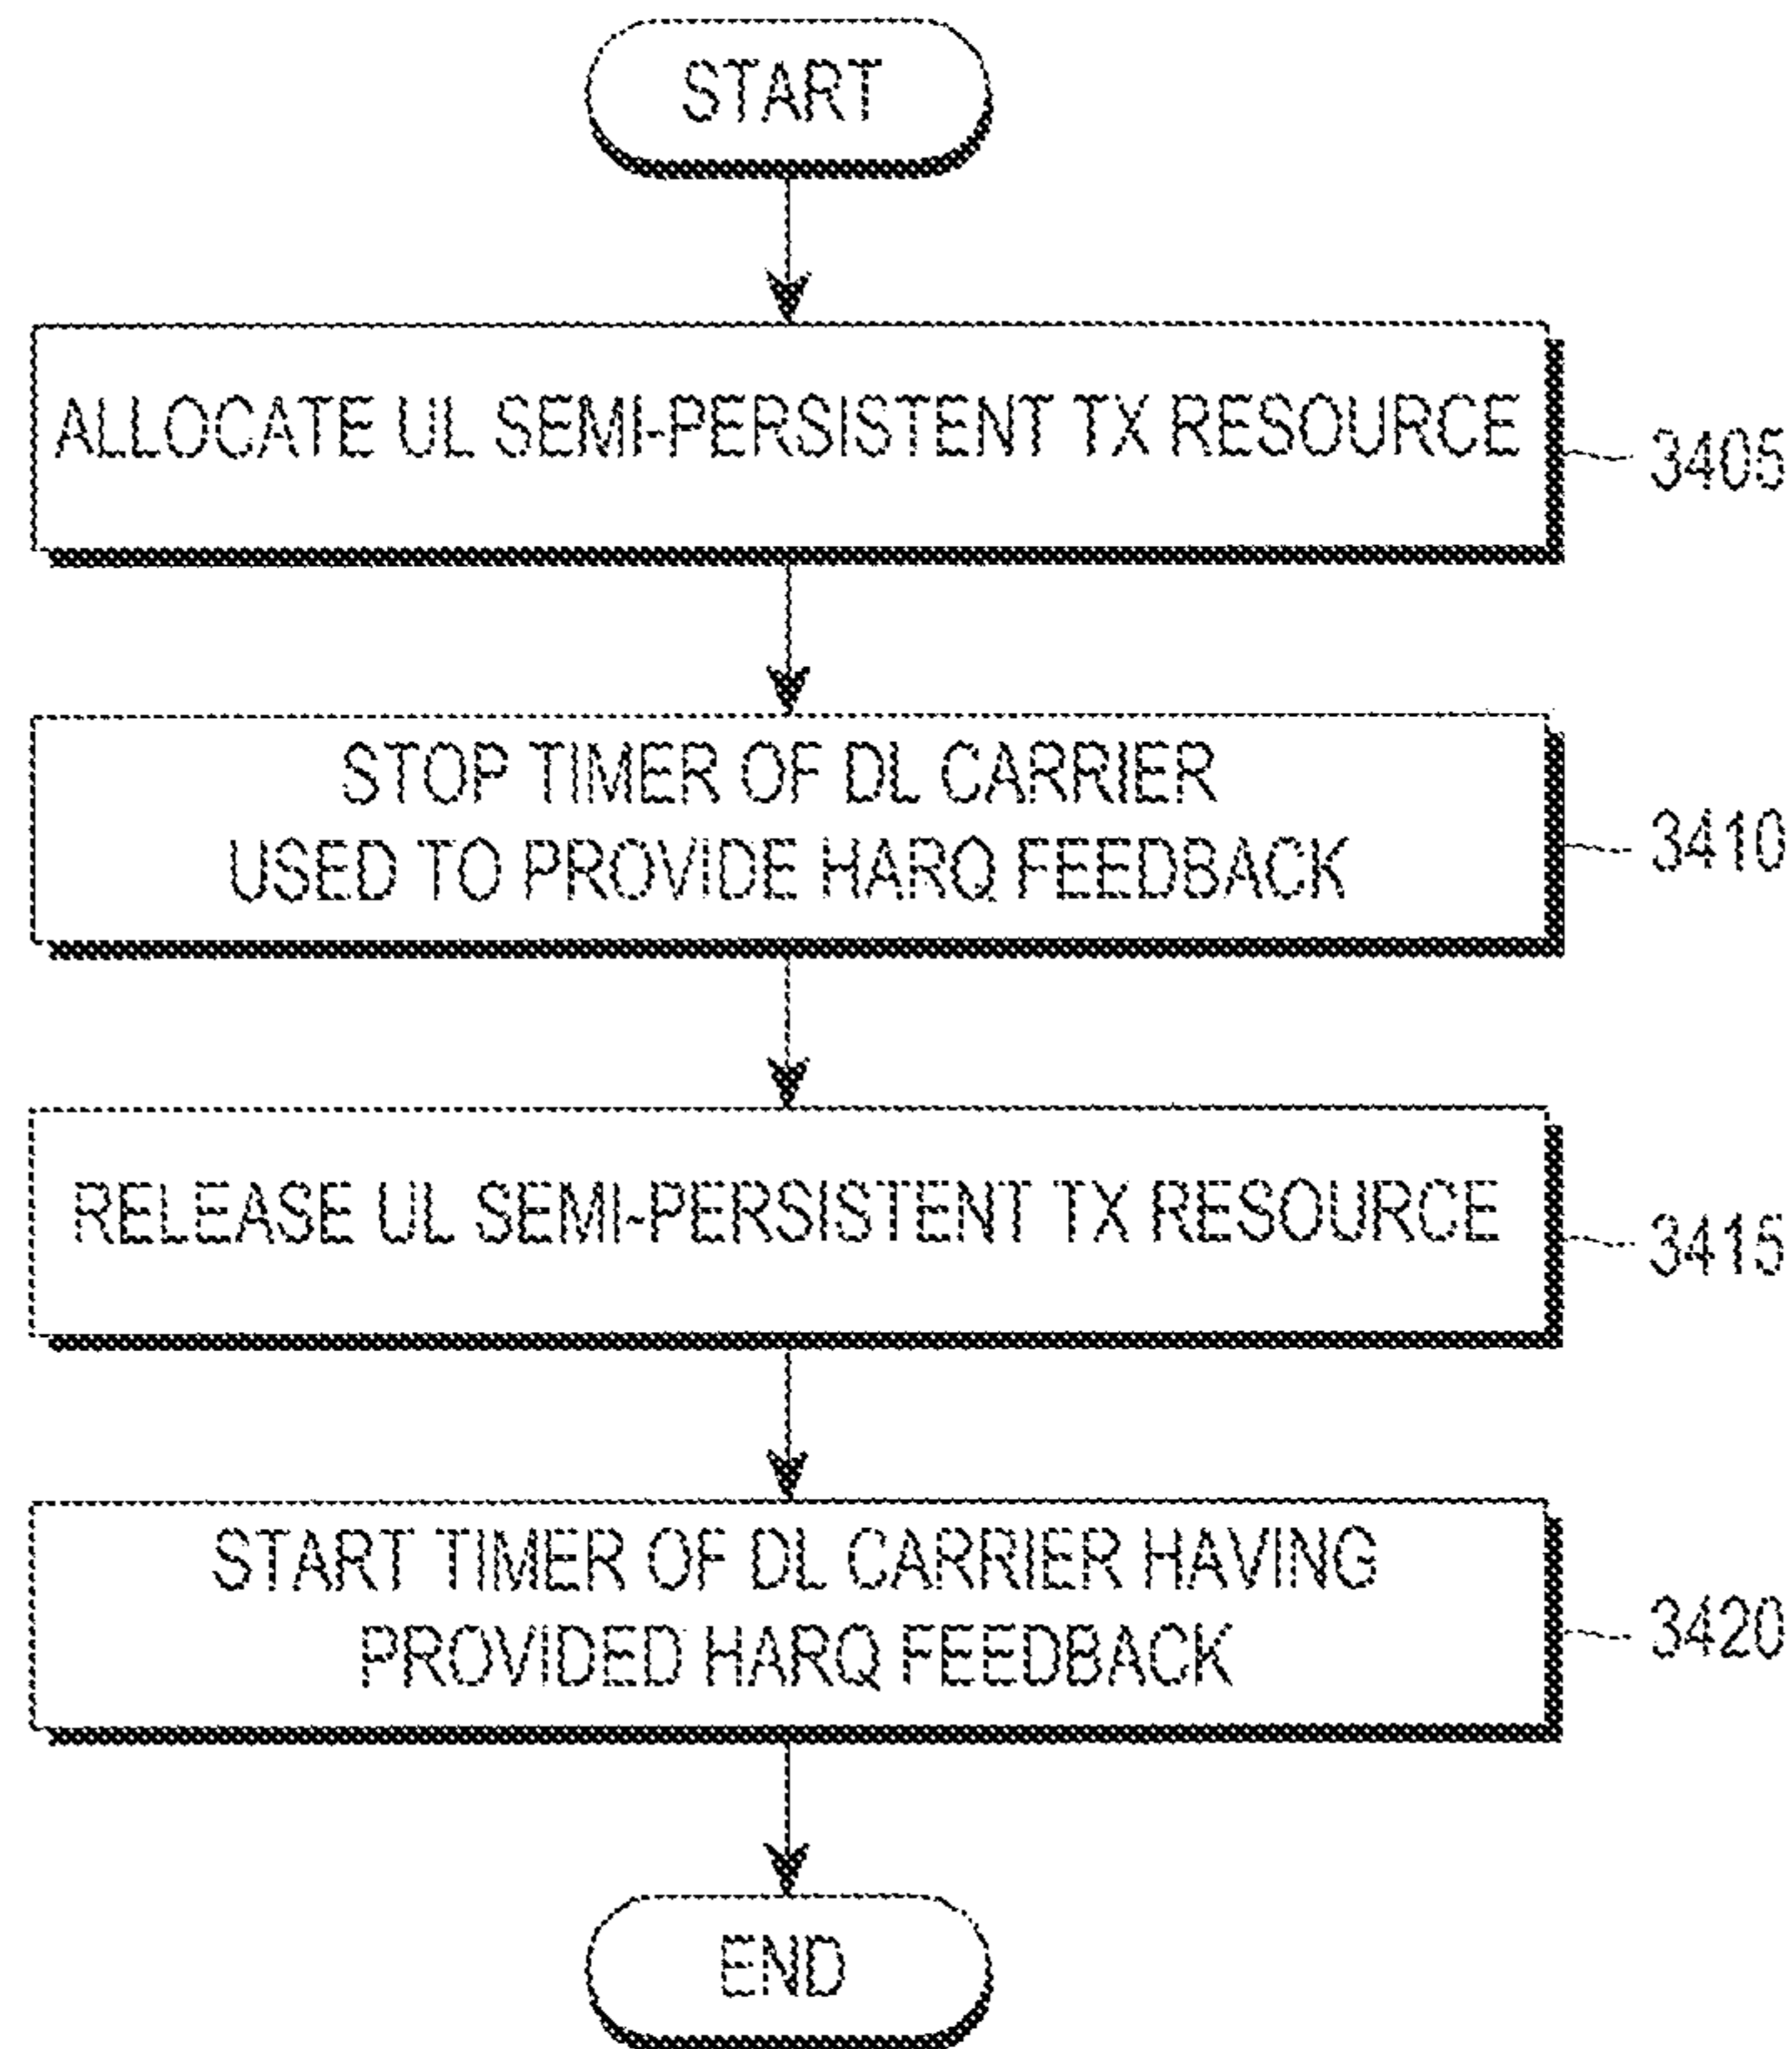 START
ALLOCATE UL SEMI-PERSISTENT TX RESOURCE
3405
STOP TIMER OF DL CARRIER
USED TO PROVIDE HARQ FEEDBACK
3410
RELEASE UL SEMI-PERSISTENT TX RESOURCE
3415
START TIMER OF DL CARRIER HAVING
PROVIDED HARQ FEEDBACK
3420
END